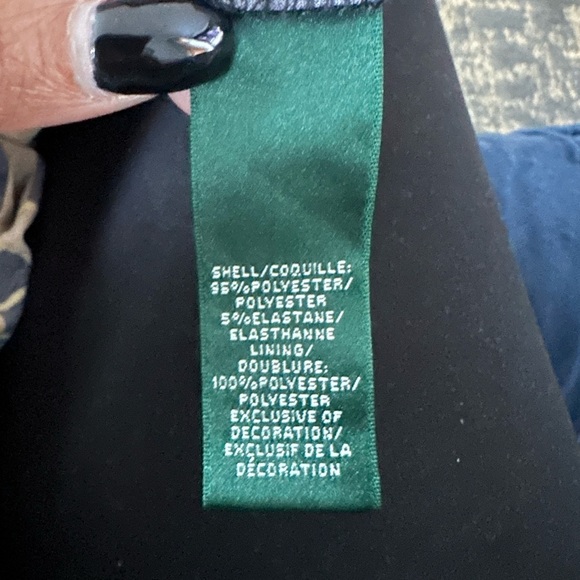 SHELL/COQUILLE:
95%POLYESTER/
POLYESTER
5%ELASTANE/
ELASTHANNE
LINING/
DOUBLURE:
100%POLYESTER/
POLYESTER
EXCLUSIVE OF
DECORATION/
EXCLUSIF DE LA
DÉCORATION